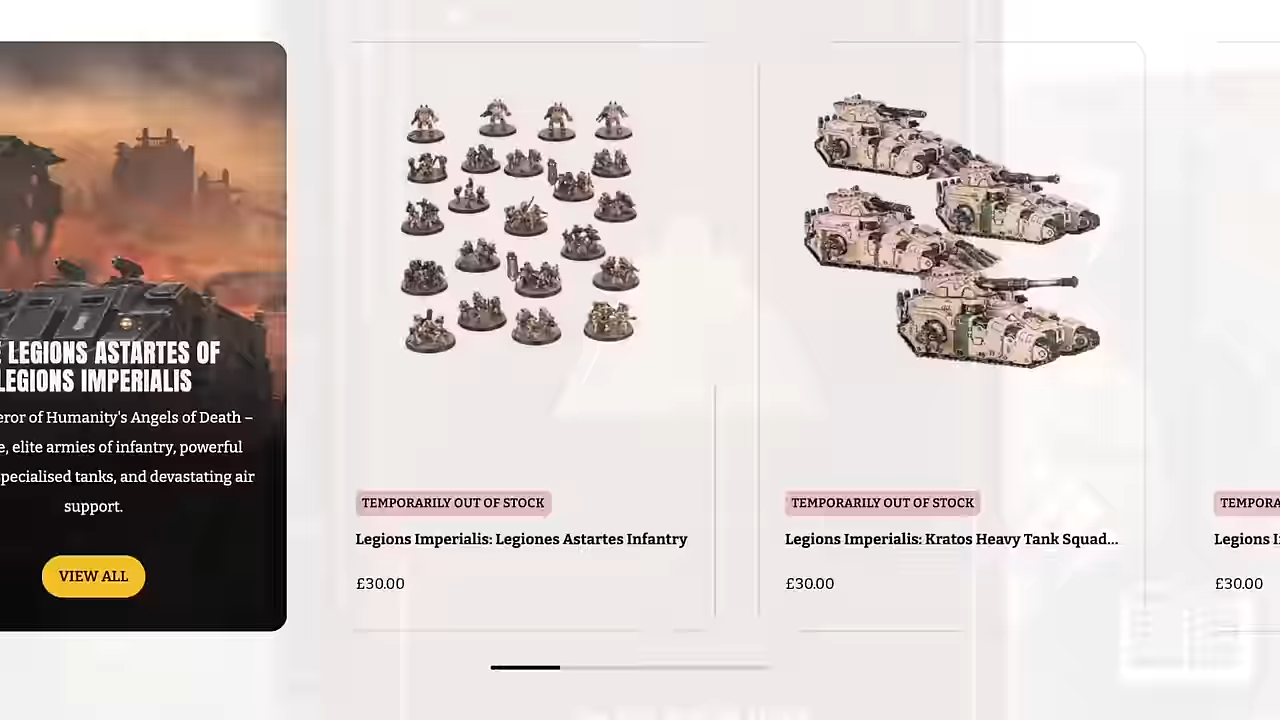 E LEGIONS ASTARTES OF
LEGIONS IMPERIALIS
of Humanity's Angels of Death –
elite armies of infantry, powerful
specialised tanks, and devastating air
support.
VIEW ALL
TEMPORARILY OUT OF STOCK
Legions Imperialis: Legiones Astartes Infantry
£30.00
TEMPORARILY OUT OF STOCK
Legions Imperialis: Kratos Heavy Tank Squad...
£30.00
TEMPORA
Legions I
£30.00